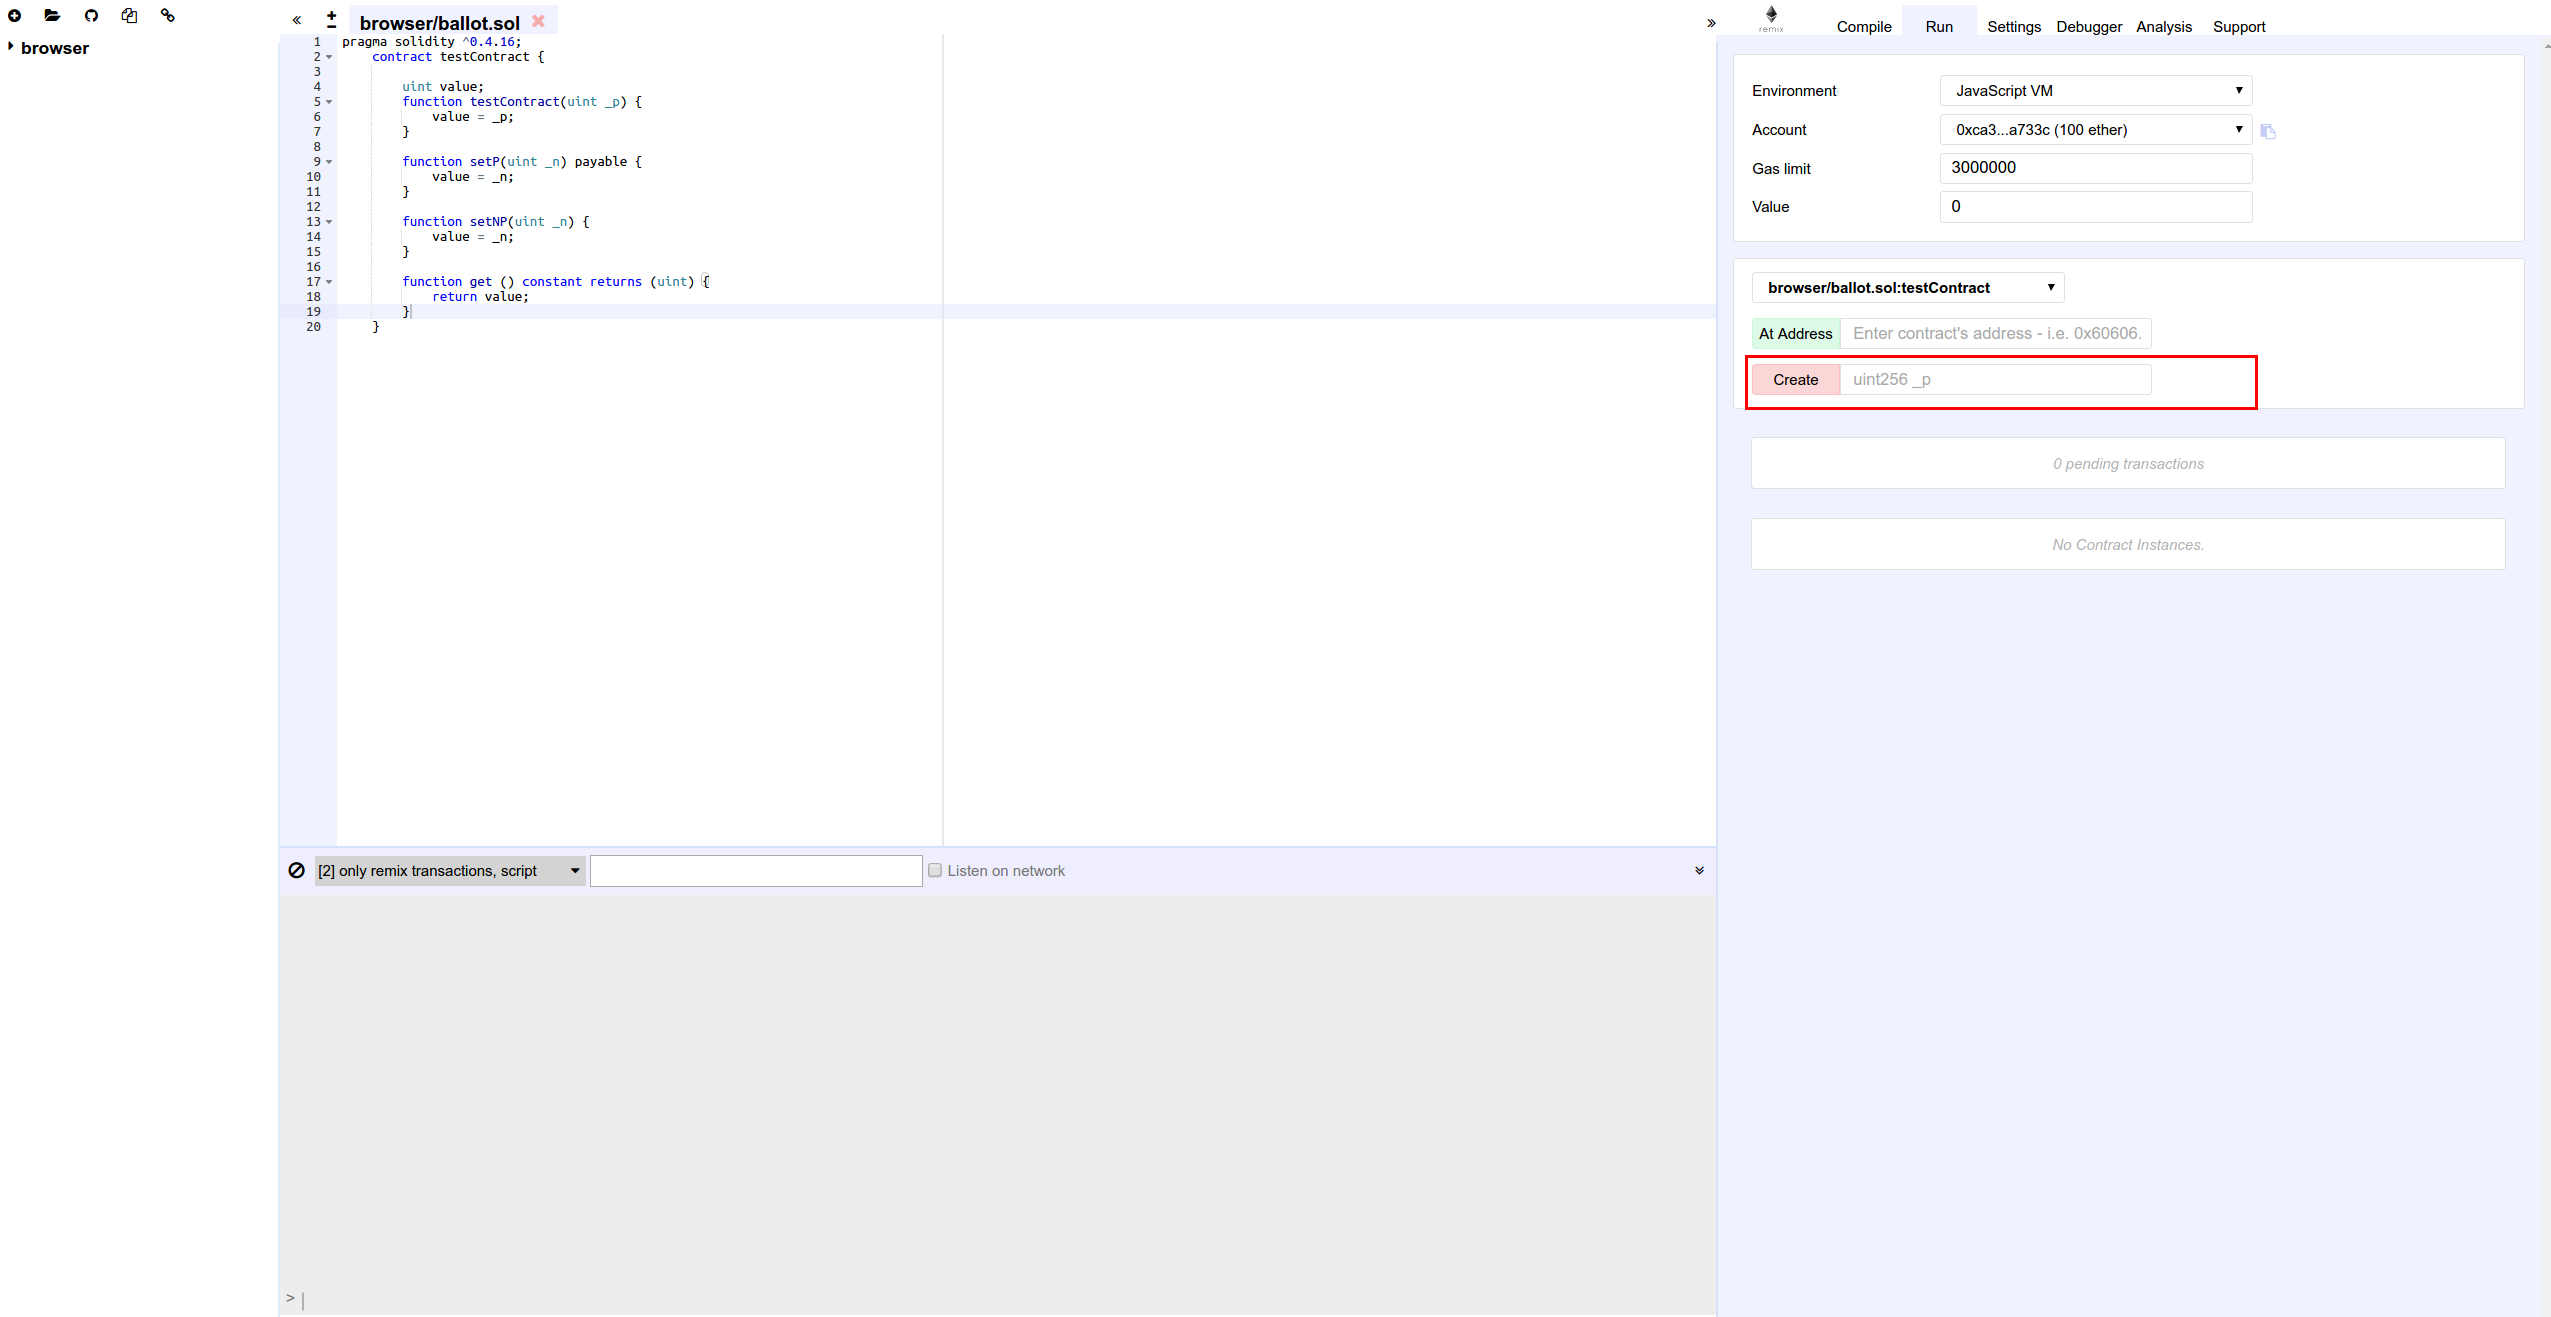 browser
« browser/ballot.sol »
1 pragma solidity ^0.4.16;
2 contract testContract {
3
4 uint value;
5 function testContract(uint _p) {
6 value = _p;
7 }
8
9 function setP(uint _n) payable {
10 value = _n;
11 }
12
13 function setNP(uint _n) {
14 value = _n;
15 }
16
17 function get () constant returns (uint) {
18 return value;
19 }
20 }
[2] only remix transactions, script
Listen on network
>
remix
Compile Run Settings Debugger Analysis Support
Environment JavaScript VM
Account 0xca3...a733c (100 ether)
Gas limit 3000000
Value 0
browser/ballot.sol:testContract
At Address Enter contract's address - i.e. 0x60606.
Create uint256 _p
0 pending transactions
No Contract Instances.